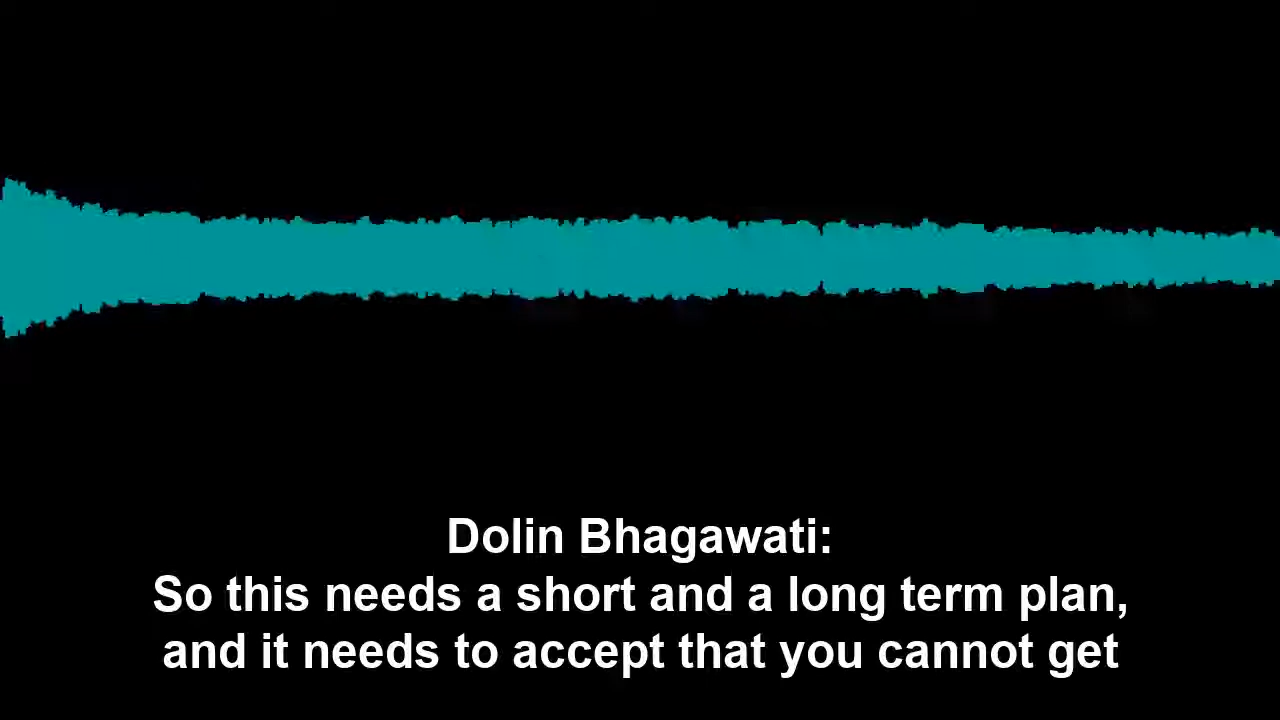 Dolin Bhagawati:
So this needs a short and a long term plan,
and it needs to accept that you cannot get